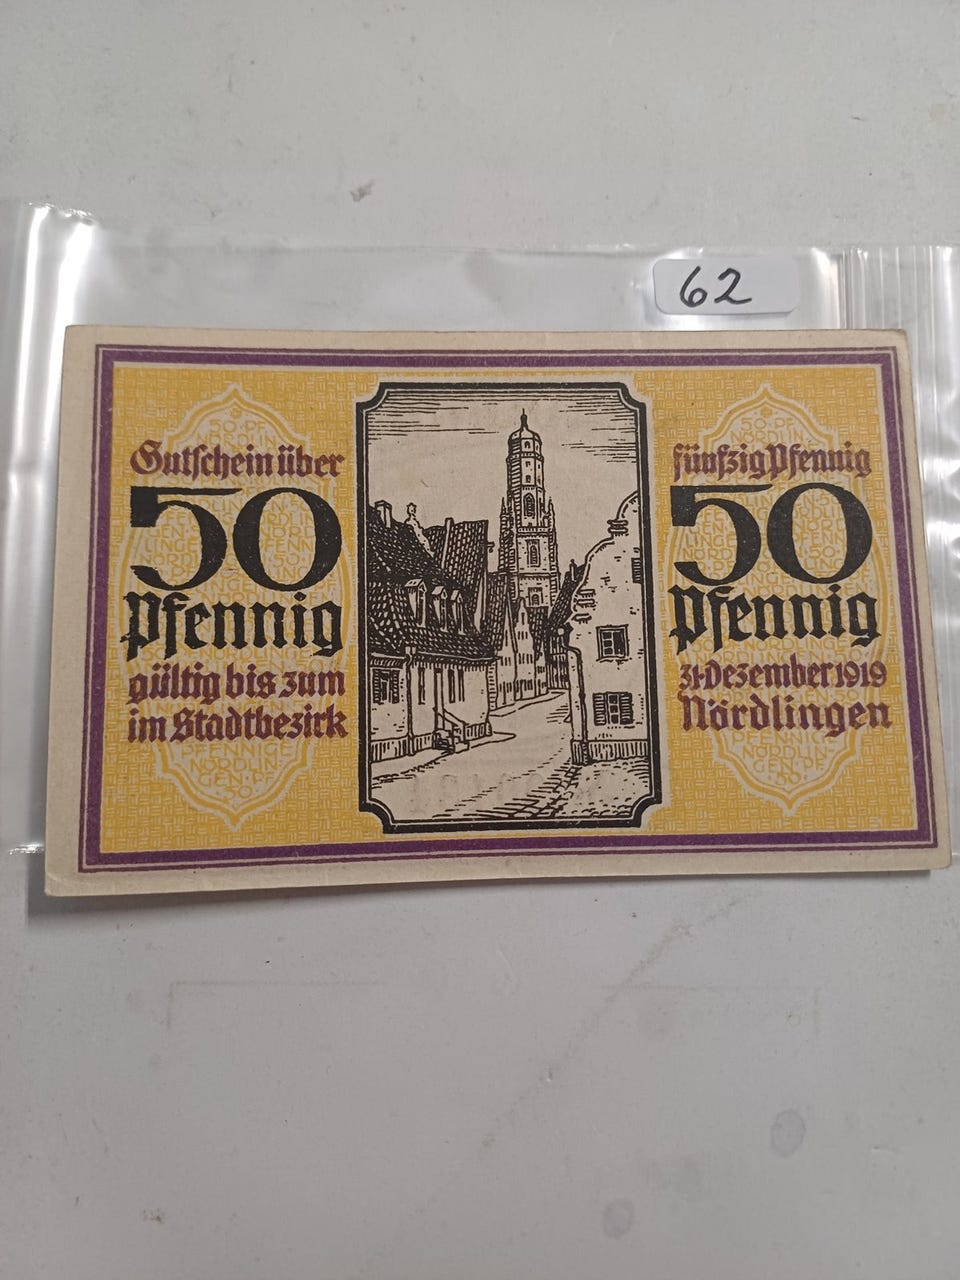 62
Gutschein über fünfzig Pfennig
50 50
Pfennig Pfennig
gültig bis zum 31 Dezember 1919
im Stadtbezirk Nördlingen